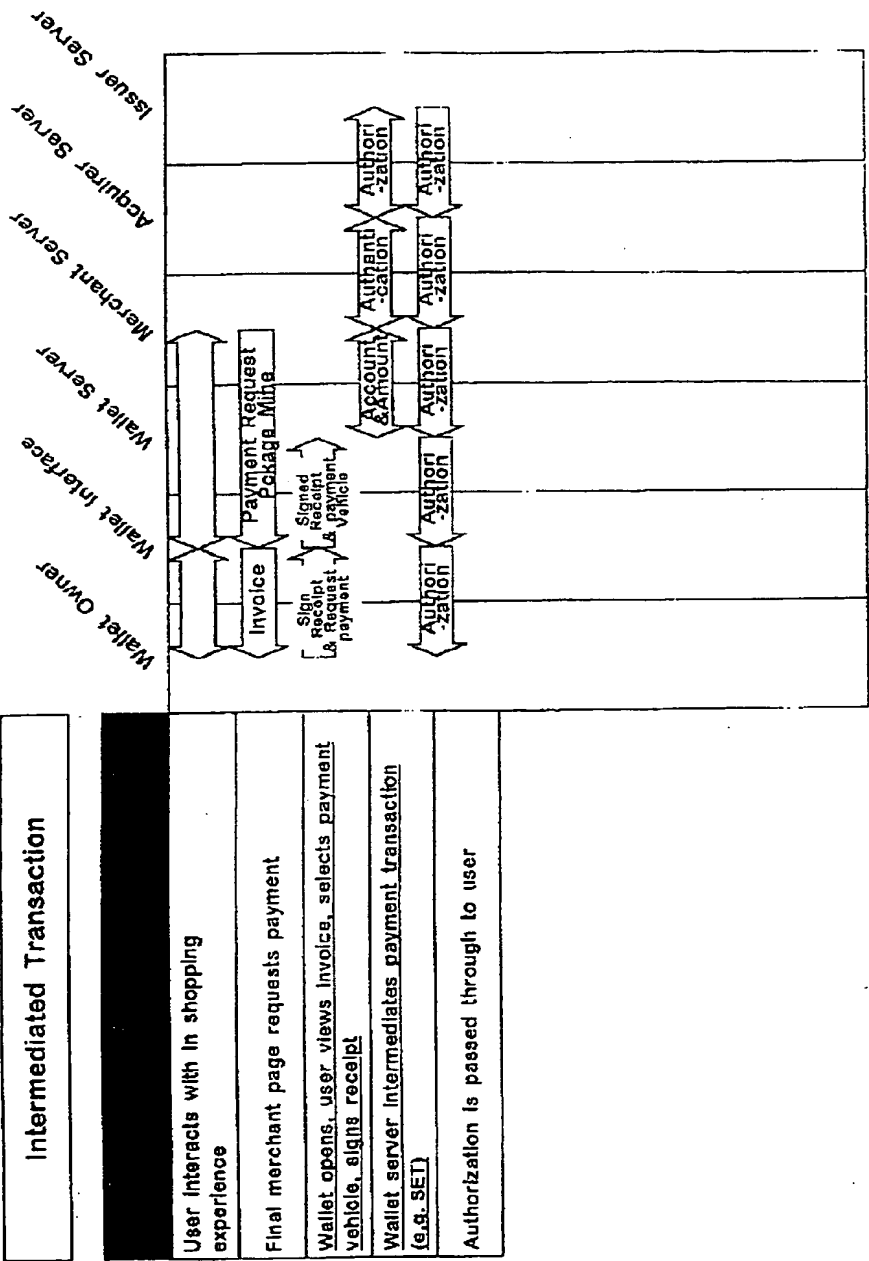 Intermediated Transaction
Wallet Owner
Wallet Interface
Wallet Server
Merchant Server
Acquirer Server
Issuer Server
User interacts with in shopping
experience
Final merchant page requests payment
Invoice
Payment Request
Pckage Mine
Wallet opens, user views invoice, selects payment
vehicle, signs receipt
Sign
Receipt
& Request
payment
Signed
Receipt
& payment
Vehicle
Wallet server intermediates payment transaction
(e.g. SET)
Account
&Amount
Authenti
-cation
Authori
-zation
Authorization is passed through to user
Authori
-zation
Authori
-zation
Authori
-zation
Authori
-zation
Authori
-zation